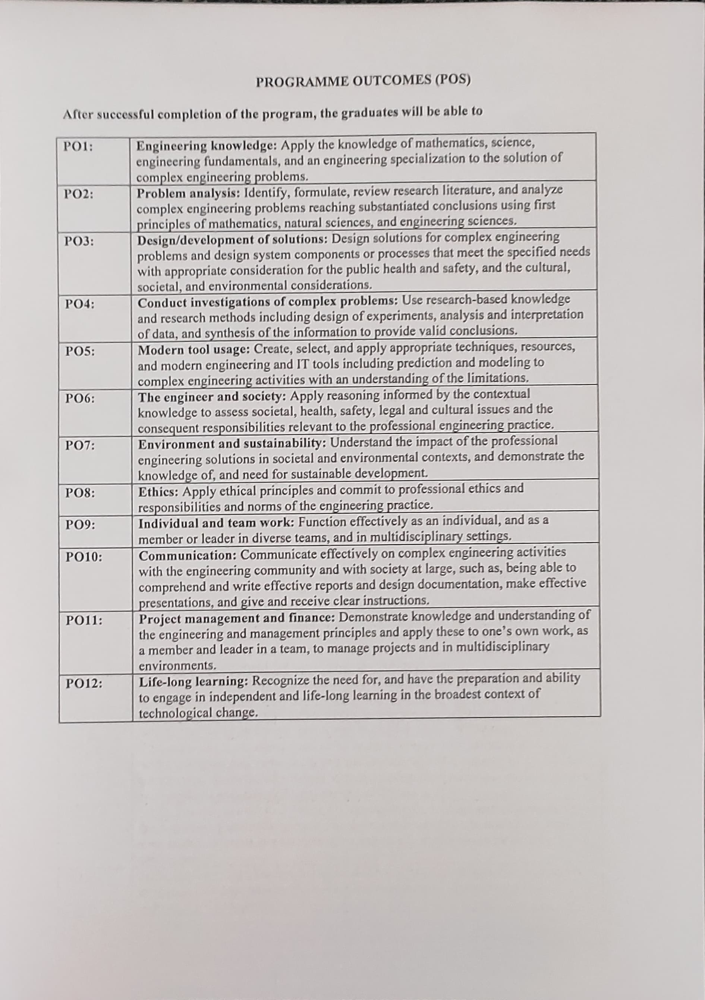 PROGRAMME OUTCOMES (POS)
After successful completion of the program, the graduates will be able to
PO1:
Engineering knowledge: Apply the knowledge of mathematics, science,
engineering fundamentals, and an engineering specialization to the solution of
complex engineering problems.
PO2:
Problem analysis: Identify, formulate, review research literature, and analyze
complex engineering problems reaching substantiated conclusions using first
principles of mathematics, natural sciences, and engineering sciences.
PO3:
Design/development of solutions: Design solutions for complex engineering
problems and design system components or processes that meet the specified needs
with appropriate consideration for the public health and safety, and the cultural,
societal, and environmental considerations.
PO4:
Conduct investigations of complex problems: Use research-based knowledge
and research methods including design of experiments, analysis and interpretation
of data, and synthesis of the information to provide valid conclusions.
PO5:
Modern tool usage: Create, select, and apply appropriate techniques, resources,
and modern engineering and IT tools including prediction and modeling to
complex engineering activities with an understanding of the limitations.
PO6:
The engineer and society: Apply reasoning informed by the contextual
knowledge to assess societal, health, safety, legal and cultural issues and the
consequent responsibilities relevant to the professional engineering practice.
PO7:
Environment and sustainability: Understand the impact of the professional
engineering solutions in societal and environmental contexts, and demonstrate the
knowledge of, and need for sustainable development.
PO8:
Ethics: Apply ethical principles and commit to professional ethics and
responsibilities and norms of the engineering practice.
PO9:
Individual and team work: Function effectively as an individual, and as a
member or leader in diverse teams, and in multidisciplinary settings.
PO10:
Communication: Communicate effectively on complex engineering activities
with the engineering community and with society at large, such as, being able to
comprehend and write effective reports and design documentation, make effective
presentations, and give and receive clear instructions.
PO11:
Project management and finance: Demonstrate knowledge and understanding of
the engineering and management principles and apply these to one’s own work, as
a member and leader in a team, to manage projects and in multidisciplinary
environments.
PO12:
Life-long learning: Recognize the need for, and have the preparation and ability
to engage in independent and life-long learning in the broadest context of
technological change.